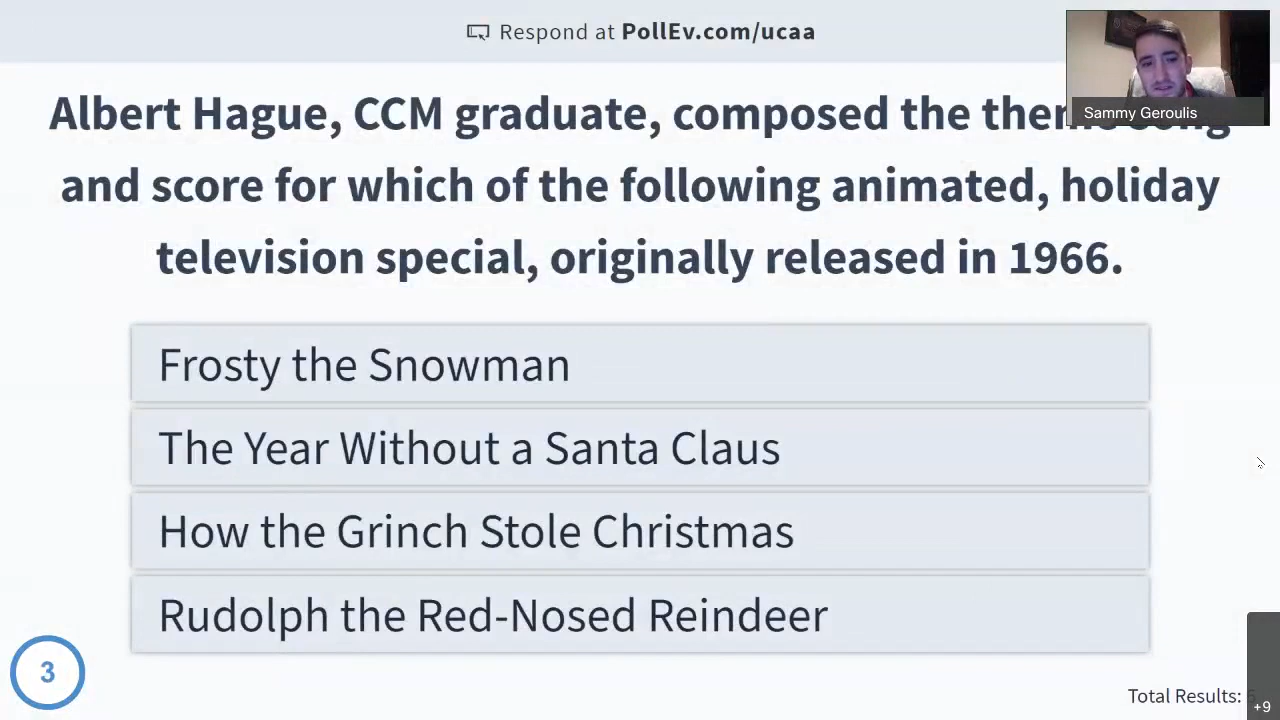 Respond at PollEv.com/ucaa
Sammy Geroulis
Albert Hague, CCM graduate, composed the theme song
and score for which of the following animated, holiday
television special, originally released in 1966.
Frosty the Snowman
The Year Without a Santa Claus
How the Grinch Stole Christmas
Rudolph the Red-Nosed Reindeer
3
Total Results:
+9